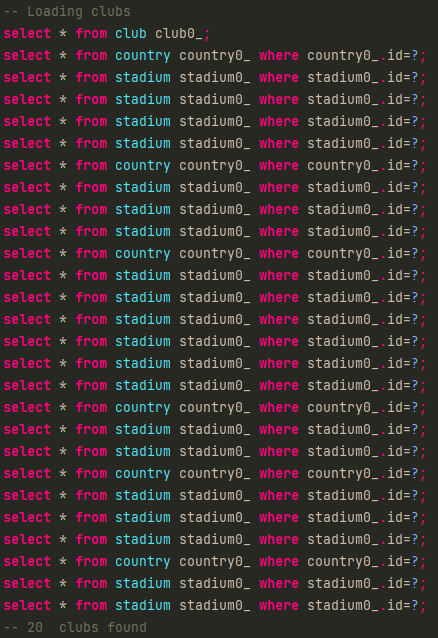 -- Loading clubs
select * from club club0_;
select * from country country0_ where country0_.id=?;
select * from stadium stadium0_ where stadium0_.id=?;
select * from stadium stadium0_ where stadium0_.id=?;
select * from stadium stadium0_ where stadium0_.id=?;
select * from stadium stadium0_ where stadium0_.id=?;
select * from country country0_ where country0_.id=?;
select * from stadium stadium0_ where stadium0_.id=?;
select * from stadium stadium0_ where stadium0_.id=?;
select * from stadium stadium0_ where stadium0_.id=?;
select * from country country0_ where country0_.id=?;
select * from stadium stadium0_ where stadium0_.id=?;
select * from stadium stadium0_ where stadium0_.id=?;
select * from stadium stadium0_ where stadium0_.id=?;
select * from stadium stadium0_ where stadium0_.id=?;
select * from stadium stadium0_ where stadium0_.id=?;
select * from stadium stadium0_ where stadium0_.id=?;
select * from country country0_ where country0_.id=?;
select * from stadium stadium0_ where stadium0_.id=?;
select * from stadium stadium0_ where stadium0_.id=?;
select * from country country0_ where country0_.id=?;
select * from stadium stadium0_ where stadium0_.id=?;
select * from stadium stadium0_ where stadium0_.id=?;
select * from stadium stadium0_ where stadium0_.id=?;
select * from country country0_ where country0_.id=?;
select * from stadium stadium0_ where stadium0_.id=?;
select * from stadium stadium0_ where stadium0_.id=?;
-- 20  clubs found